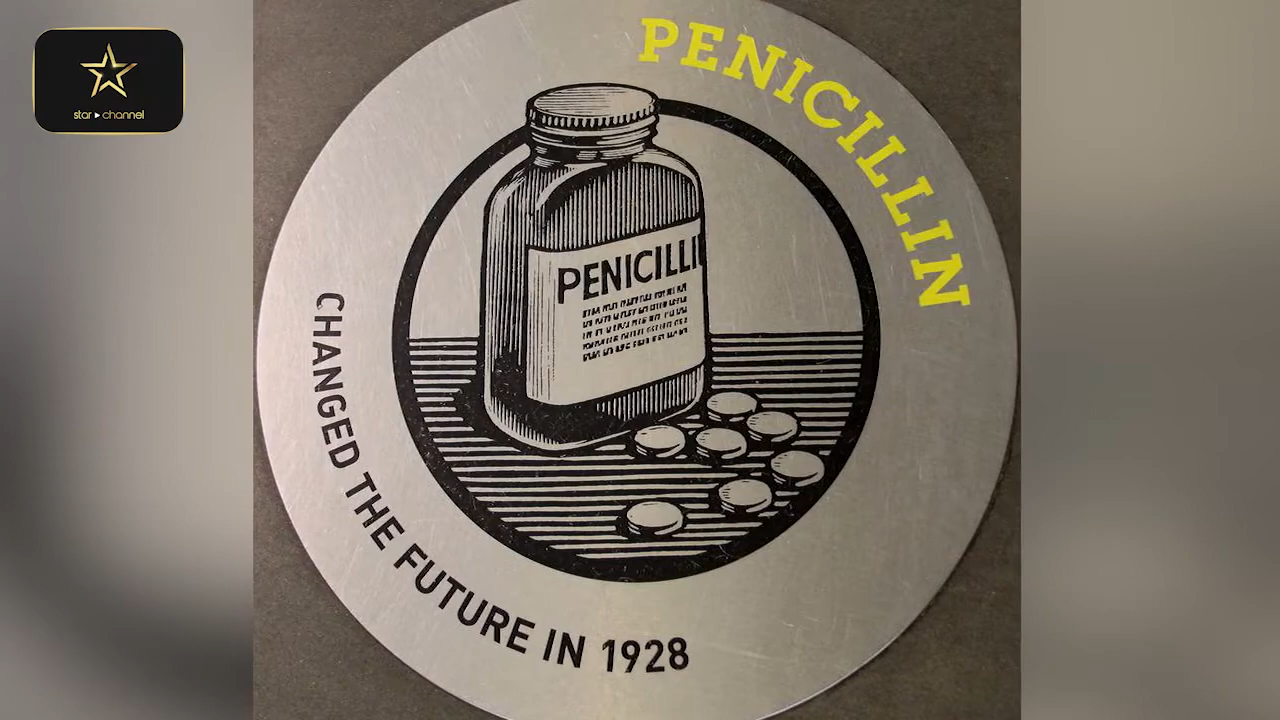 star channel
PENICILLIN
PENICILLI
CHANGED THE FUTURE IN 1928